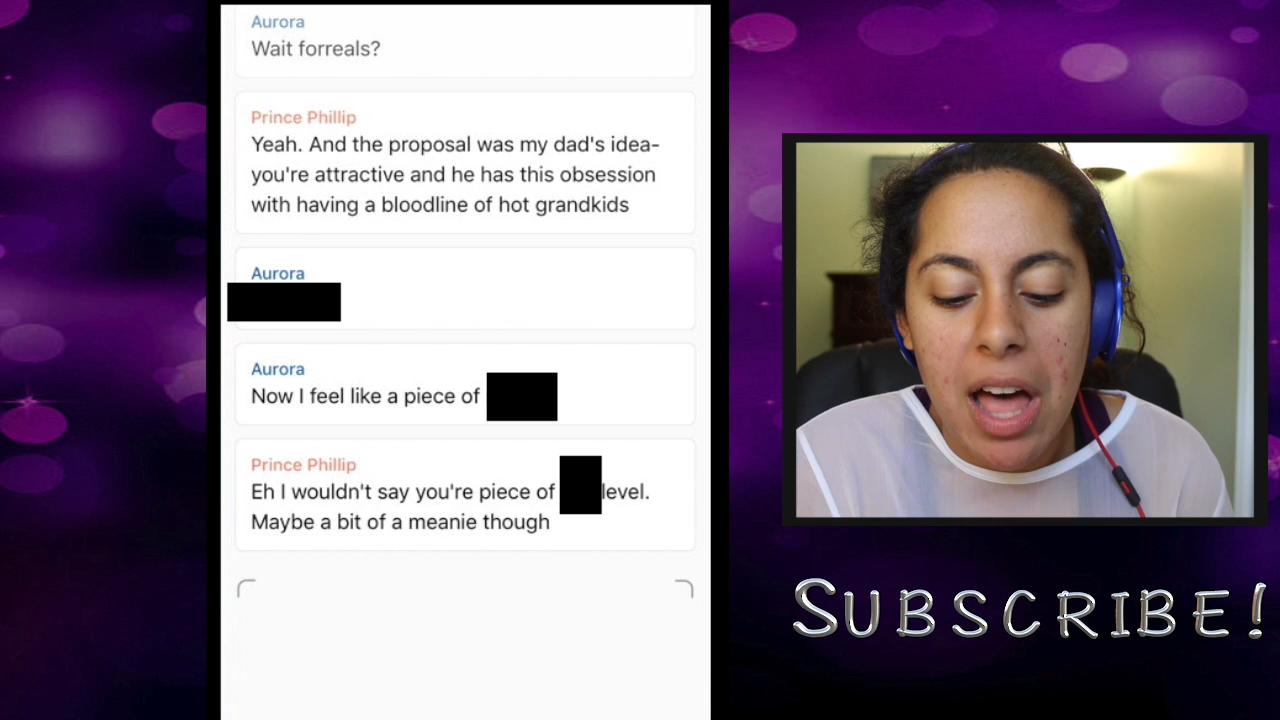 Aurora
Wait forreals?
Prince Phillip
Yeah. And the proposal was my dad's idea-
you're attractive and he has this obsession
with having a bloodline of hot grandkids
Aurora
Aurora
Now I feel like a piece of
Prince Phillip
Eh I wouldn't say you're piece of level.
Maybe a bit of a meanie though
SUBSCRIBE!